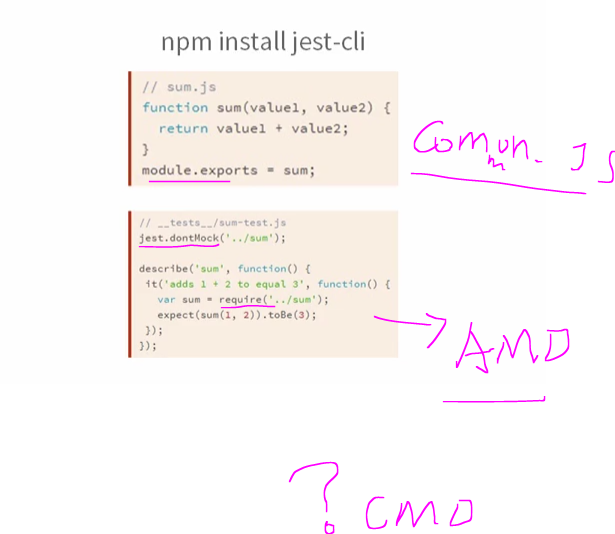 npm install jest-cli
// sum.js
function sum(value1, value2) {
return value1 + value2;
}
module.exports = sum;
Common. JS
// __tests__/sum-test.js
jest.dontMock('../sum');
describe('sum', function() {
it('adds 1 + 2 to equal 3', function() {
var sum = require('../sum');
expect(sum(1, 2)).toBe(3);
});
});
AMD
? CMD